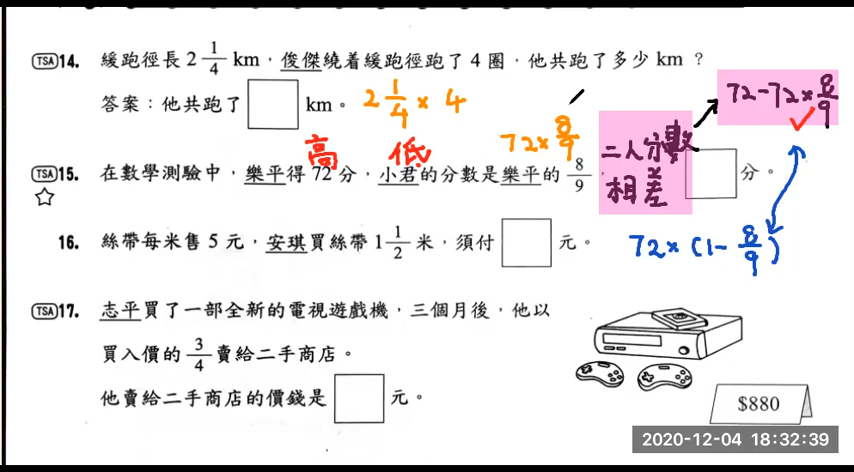 TSA 14. 緩跑徑長 2 1/4 km，俊傑繞着緩跑徑跑了 4 圈，他共跑了多少 km？
答案：他共跑了 km。 2 1/4 × 4
高 低 72×8/9 二人分數相差 72-72×8/9
TSA 15. 在數學測驗中，樂平得 72 分，小君的分數是樂平的 8/9， 分。
16. 絲帶每米售 5 元，安琪買絲帶 1 1/2 米，須付 元。 72×(1-8/9)
TSA 17. 志平買了一部全新的電視遊戲機，三個月後，他以
買入價的 3/4 賣給二手商店。
他賣給二手商店的價錢是 元。
$880
2020-12-04 18:32:39